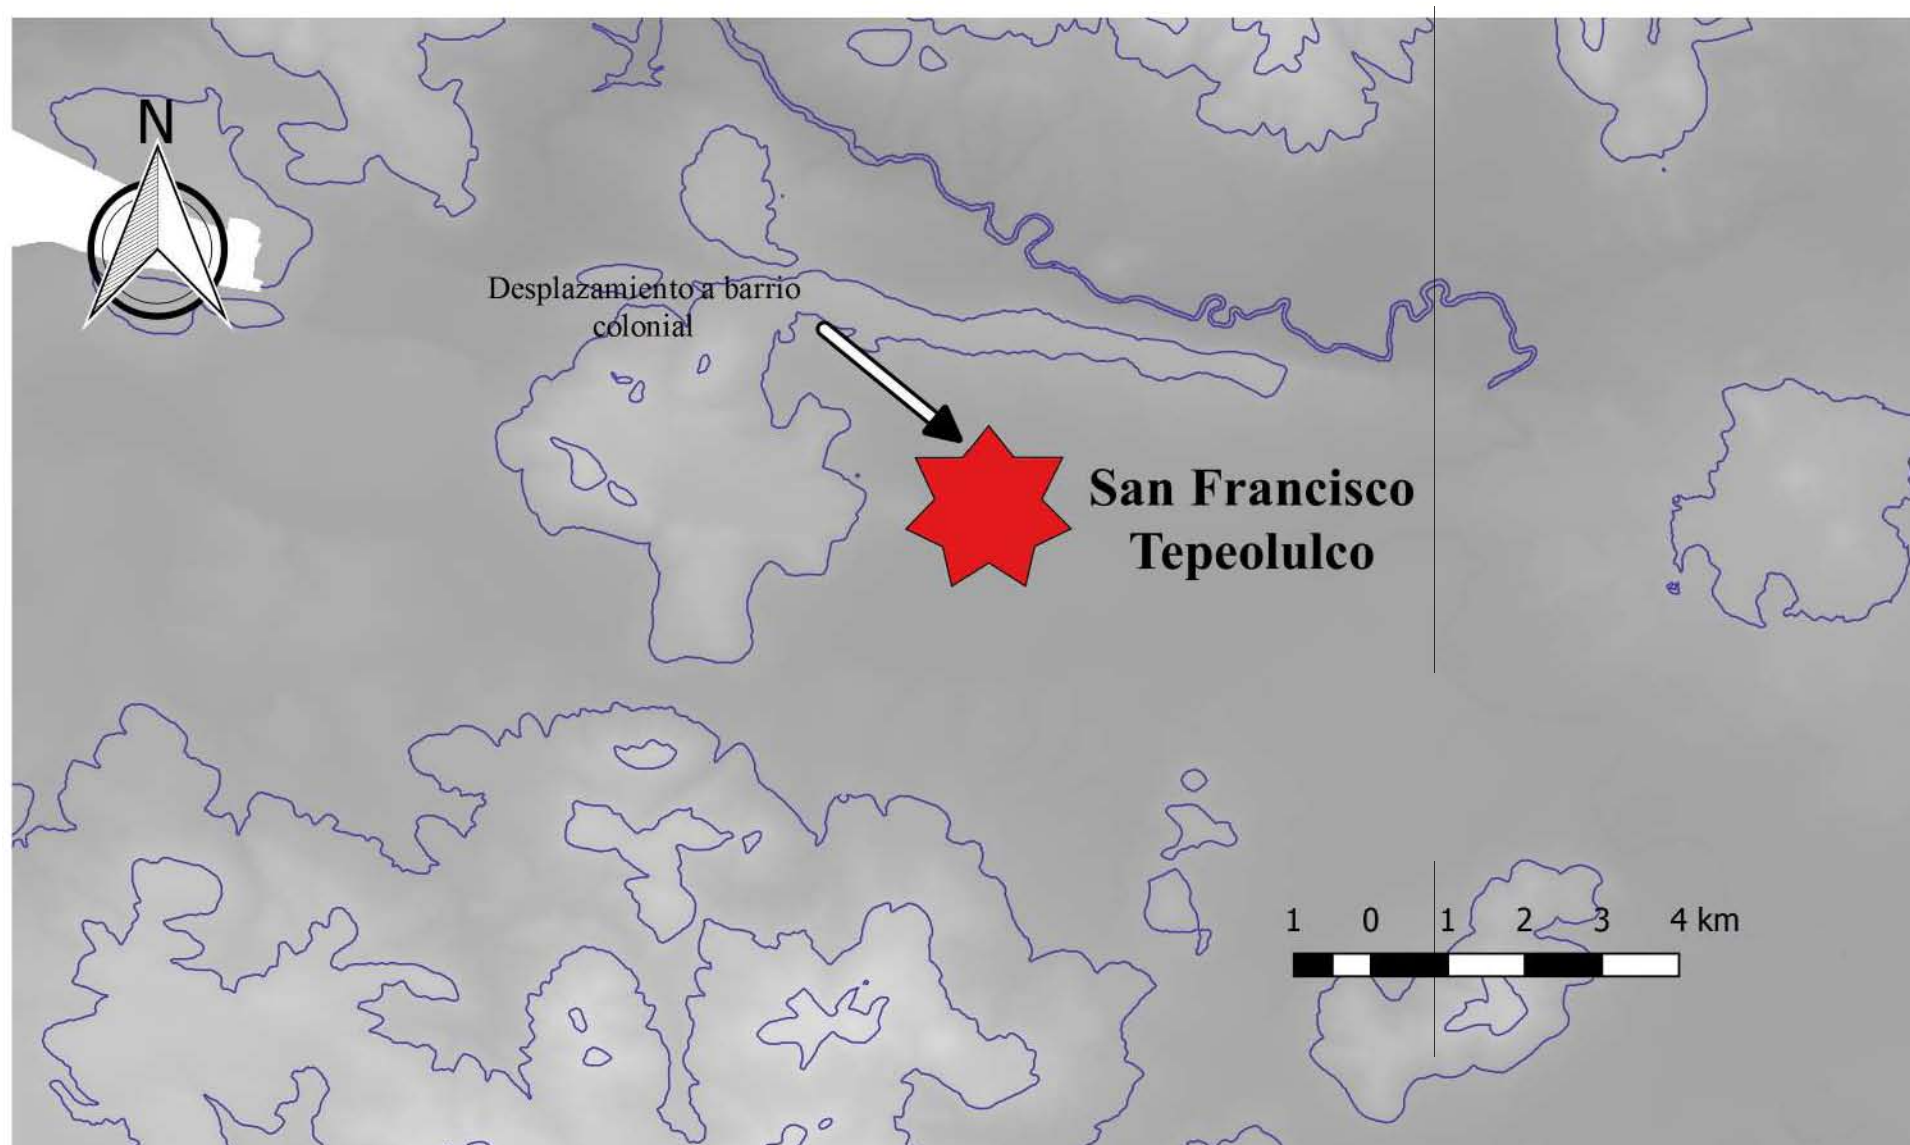 N
Desplazamiento a barrio
colonial
San Francisco
Tepeolulco
1 0 1 2 3 4 km